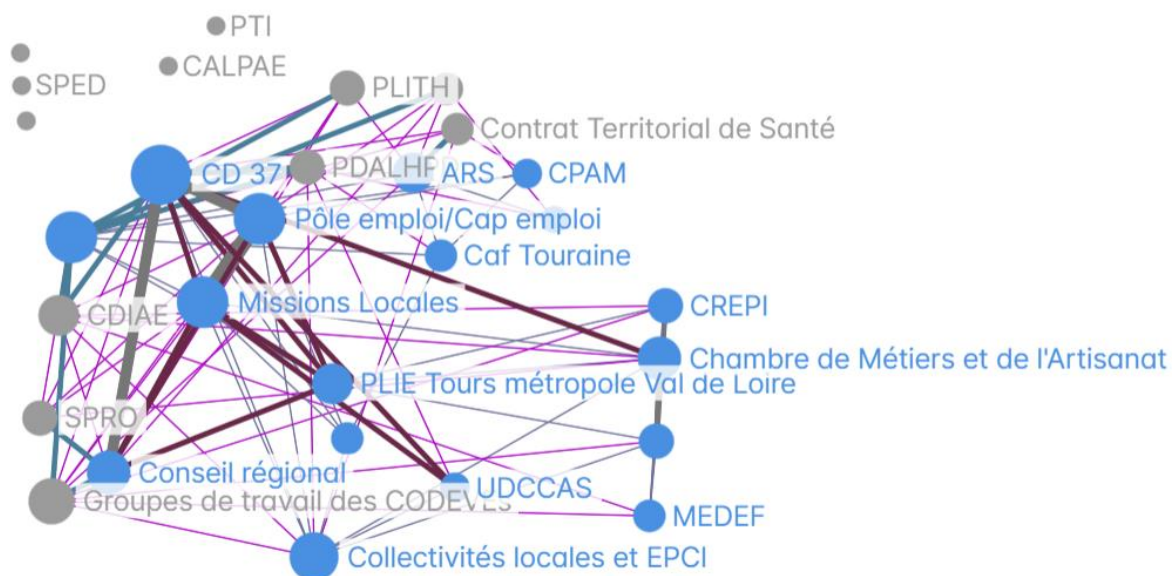 PTI
CALPAE
SPED
PLITH
Contrat Territorial de Santé
CD 37
PDALHPD
ARS
CPAM
Pôle emploi/Cap emploi
Caf Touraine
CDIAE
Missions Locales
CREPI
Chambre de Métiers et de l'Artisanat
PLIE Tours métropole Val de Loire
SPRO
Conseil régional
UDCCAS
Groupes de travail des CODEVES
MEDEF
Collectivités locales et EPCI